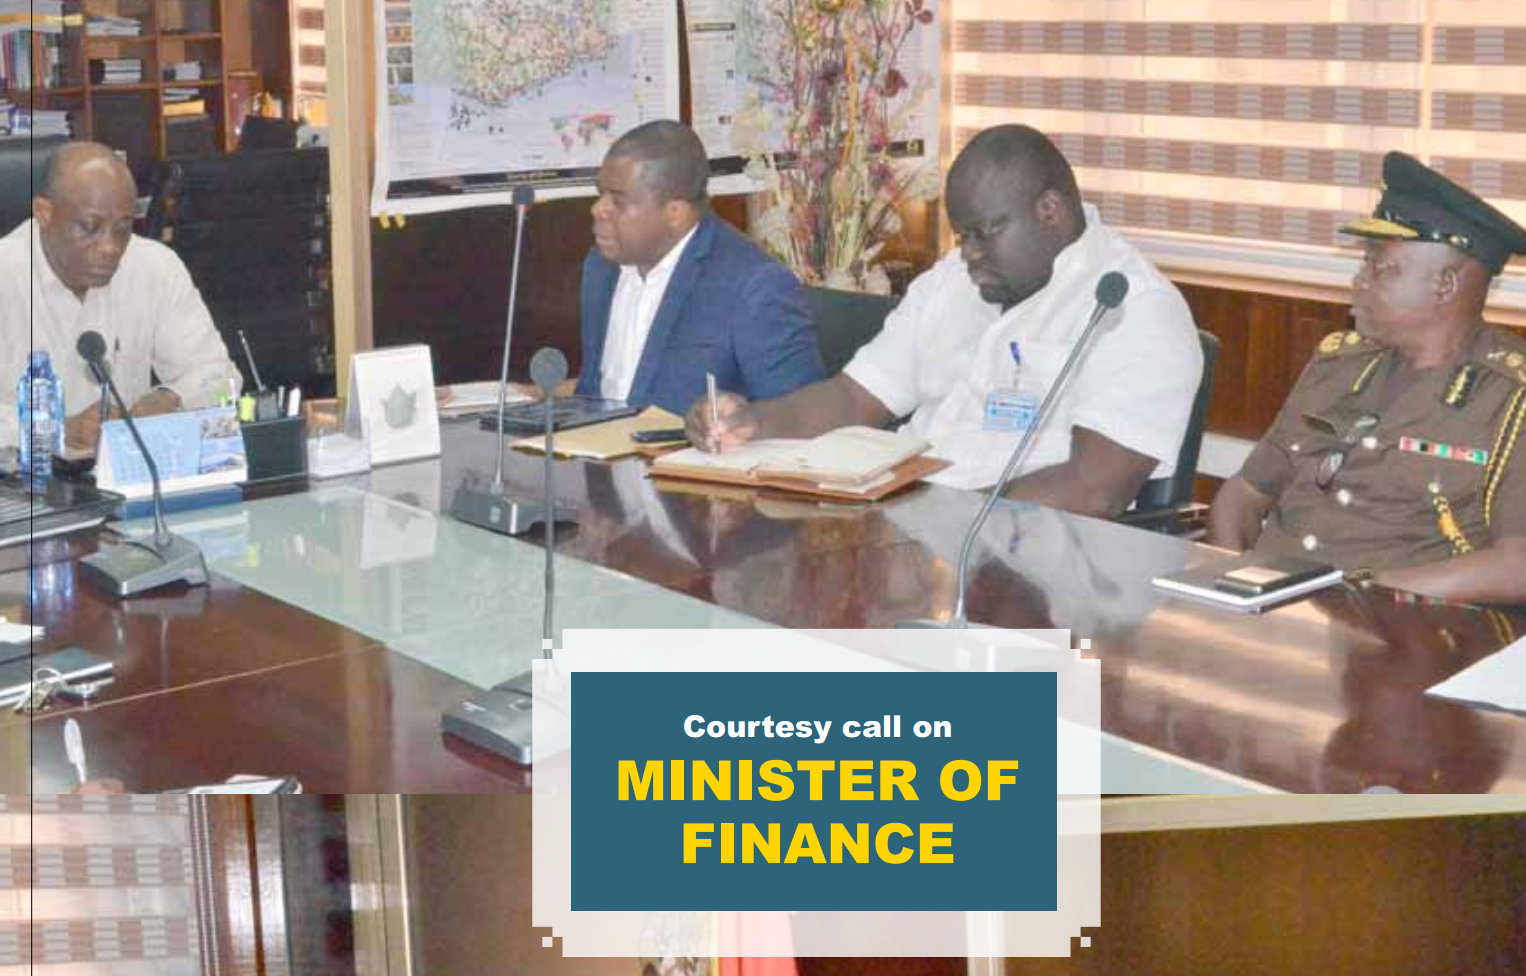 Courtesy call on
MINISTER OF
FINANCE